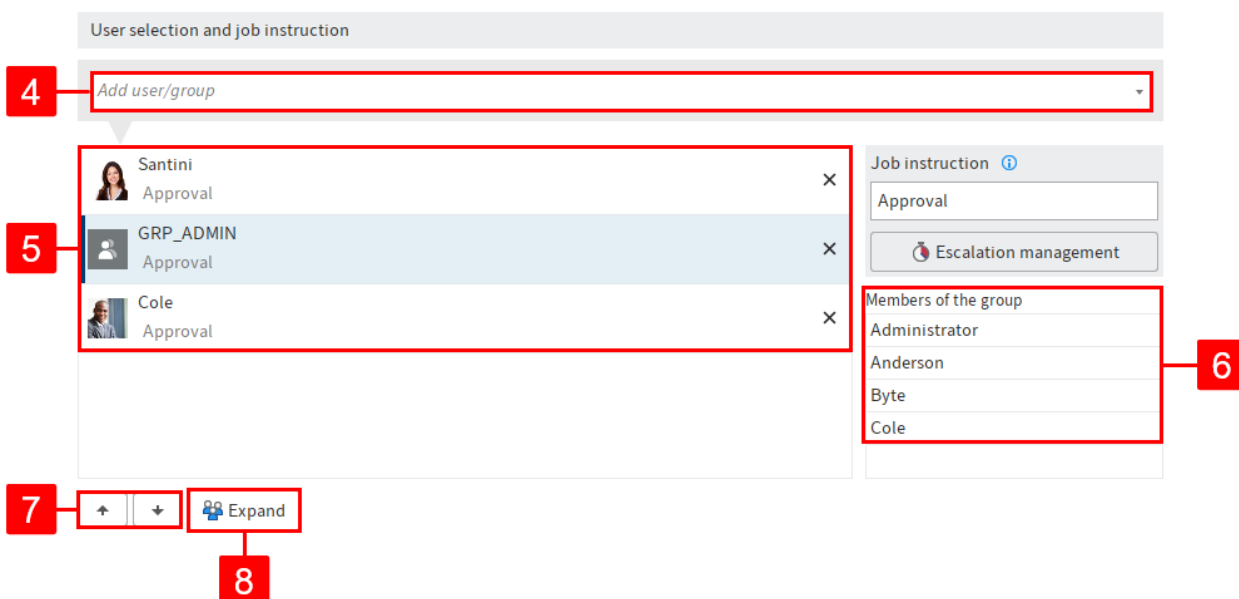 User selection and job instruction
4
Add user/group
5
Santini
Approval
GRP_ADMIN
Approval
Cole
Approval
Job instruction
Approval
Escalation management
Members of the group
Administrator
Anderson
Byte
Cole
6
7
Expand
8